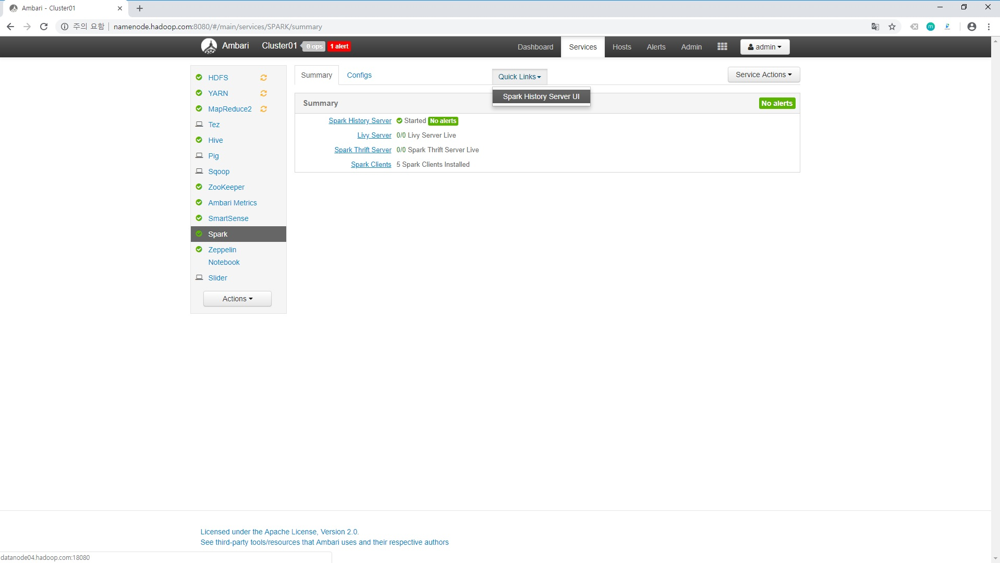 Ambari - Cluster01
주의 요함 namenode.hadoop.com:8080/#/main/services/SPARK/summary
Ambari Cluster01 0 ops 1 alert Dashboard Services Hosts Alerts Admin admin
HDFS
YARN
MapReduce2
Tez
Hive
Pig
Sqoop
ZooKeeper
Ambari Metrics
SmartSense
Spark
Zeppelin
Notebook
Slider
Actions
Summary Configs Quick Links Service Actions
Spark History Server UI
Summary No alerts
Spark History Server Started No alerts
Livy Server 0/0 Livy Server Live
Spark Thrift Server 0/0 Spark Thrift Server Live
Spark Clients 5 Spark Clients Installed
Licensed under the Apache License, Version 2.0.
See third-party tools/resources that Ambari uses and their respective authors
datanode04.hadoop.com:18080